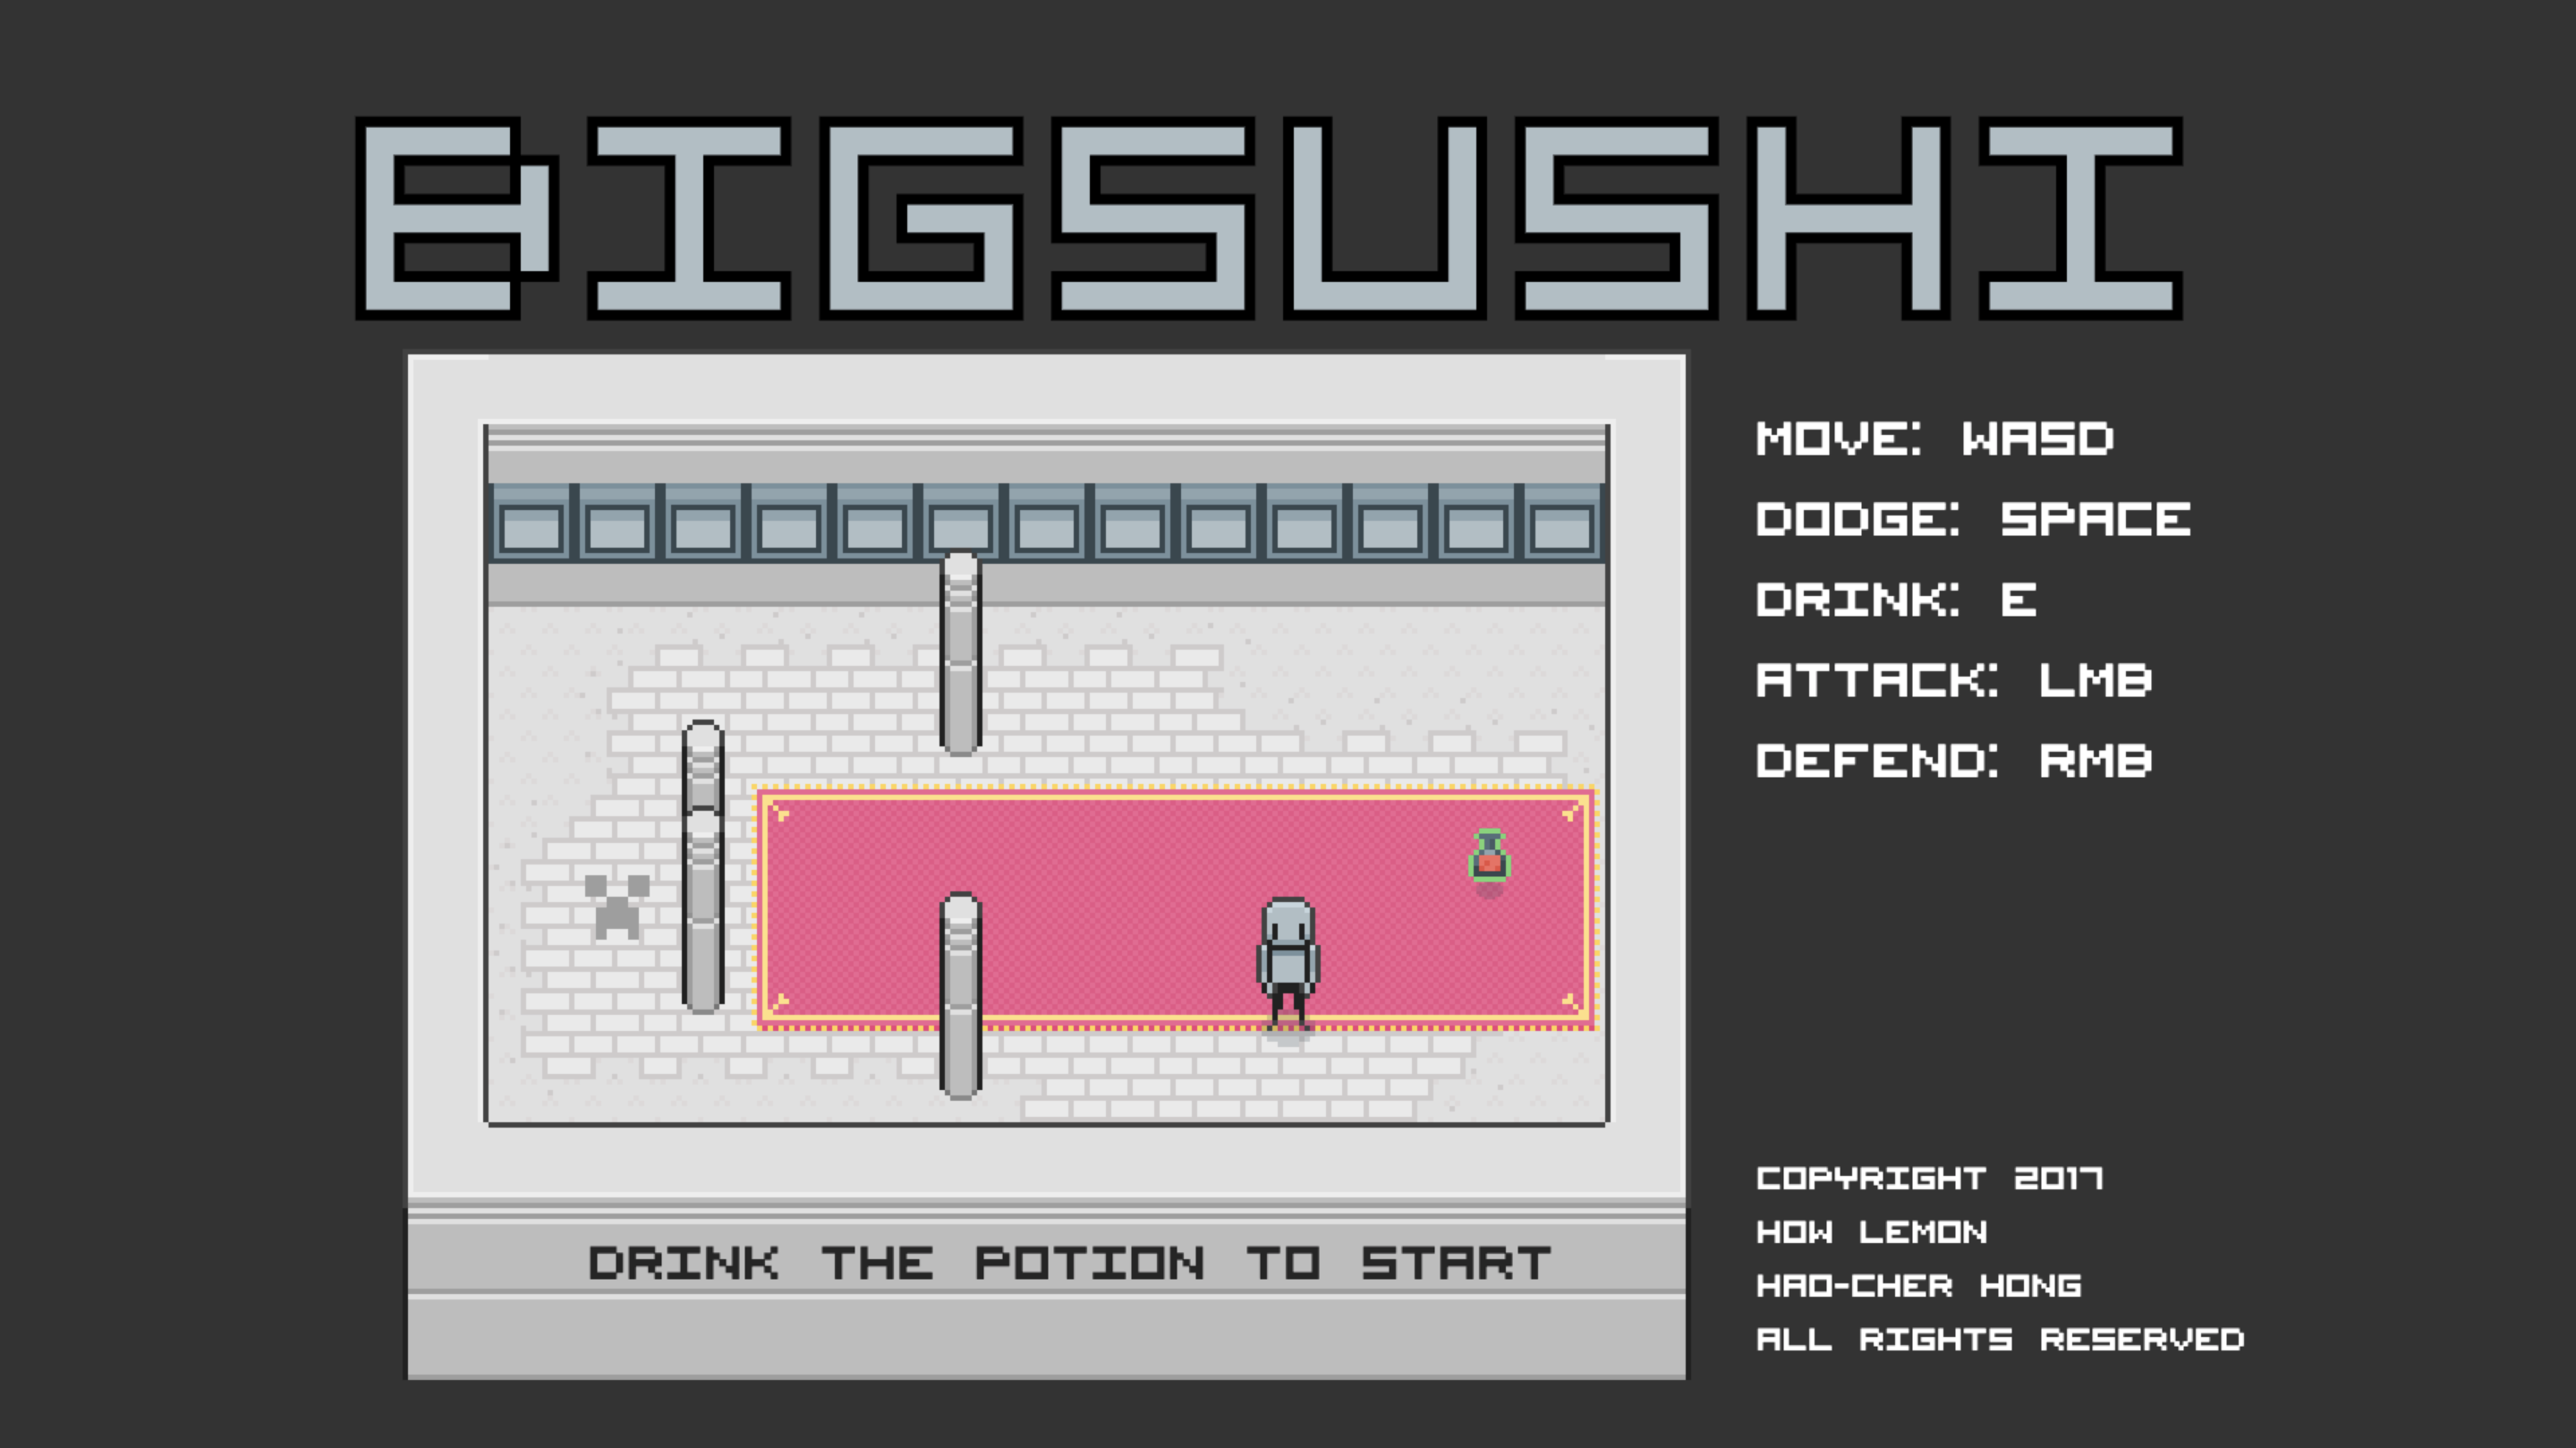 BIGSUSHI
MOVE: WASD
DODGE: SPACE
DRINK: E
ATTACK: LMB
DEFEND: RMB
DRINK THE POTION TO START
COPYRIGHT 2017
HOW LEMON
HAO-CHER HONG
ALL RIGHTS RESERVED